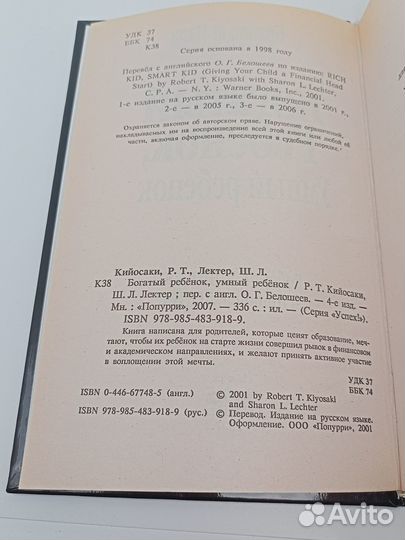 УДК 37
ББК 74
К38
Серия основана в 1998 году
Перевод с английского О. Г. Белошеев по изданию: RICH
KID, SMART KID (Giving Your Child a Financial Head
Start) by Robert T. Kiyosaki with Sharon L. Lechter,
C. P. A. — N. Y. : Warner Books, Inc., 2001.
1-е издание на русском языке было выпущено в 2001 г.,
2-е — в 2005 г., 3-е — в 2006 г.
Охраняется законом об авторском праве. Нарушение ограничений,
накладываемых им на воспроизведение всей этой книги или любой её
части, включая оформление, преследуется в судебном порядке.
Кийосаки, Р. Т., Лектер, Ш. Л.
К38 Богатый ребёнок, умный ребёнок / Р. Т. Кийосаки,
Ш. Л. Лектер ; пер. с англ. О. Г. Белошеев. — 4-е изд. —
Мн. : «Попурри», 2007. — 336 с. : ил. — (Серия «Успех!»).
ISBN 978-985-483-918-9.
Книга написана для родителей, которые ценят образование, меч-
тают, чтобы их ребёнок на старте жизни совершил рывок в финансовом
и академическом направлениях, и желают принять активное участие
в воплощении этой мечты.
УДК 37
ББК 74
ISBN 0-446-67748-5 (англ.)
ISBN 978-985-483-918-9 (рус.)
© 2001 by Robert T. Kiyosaki
and Sharon L. Lechter
© Перевод. Издание на русском языке.
Оформление. ООО «Попурри», 2001
Avito